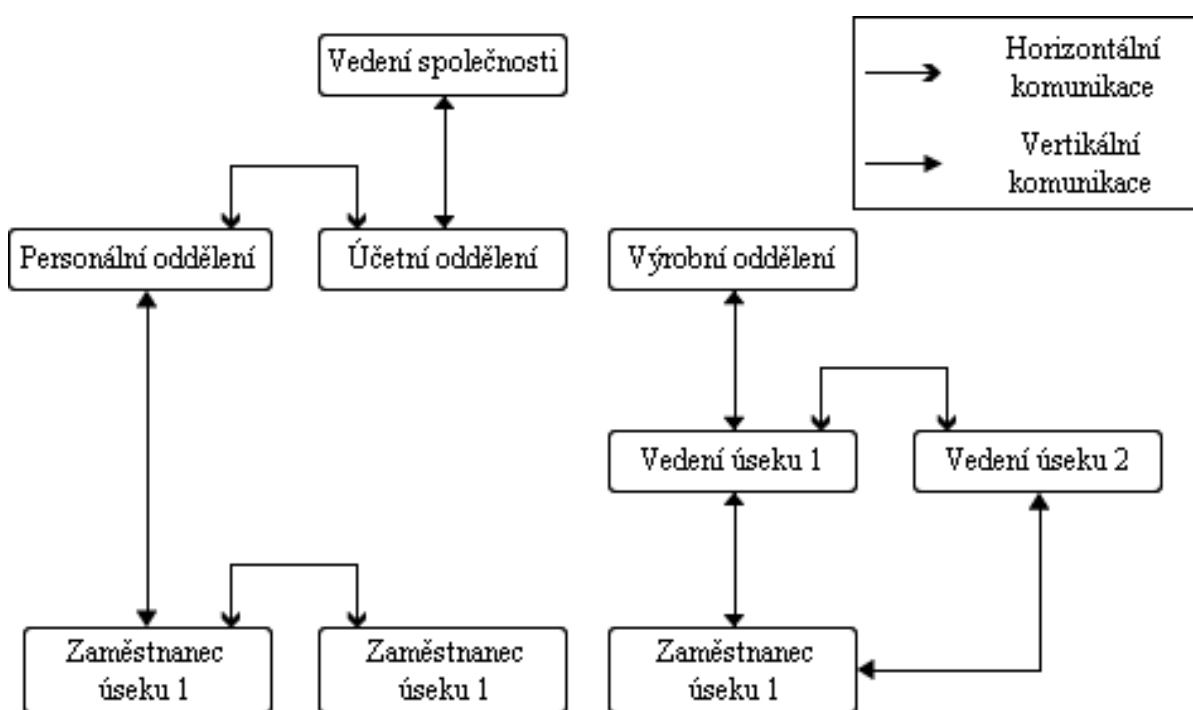 Vedení společnosti
Horizontální
komunikace
Vertikální
komunikace
Personální oddělení
Účetní oddělení
Výrobní oddělení
Vedení úseku 1
Vedení úseku 2
Zaměstnanec
úseku 1
Zaměstnanec
úseku 1
Zaměstnanec
úseku 1